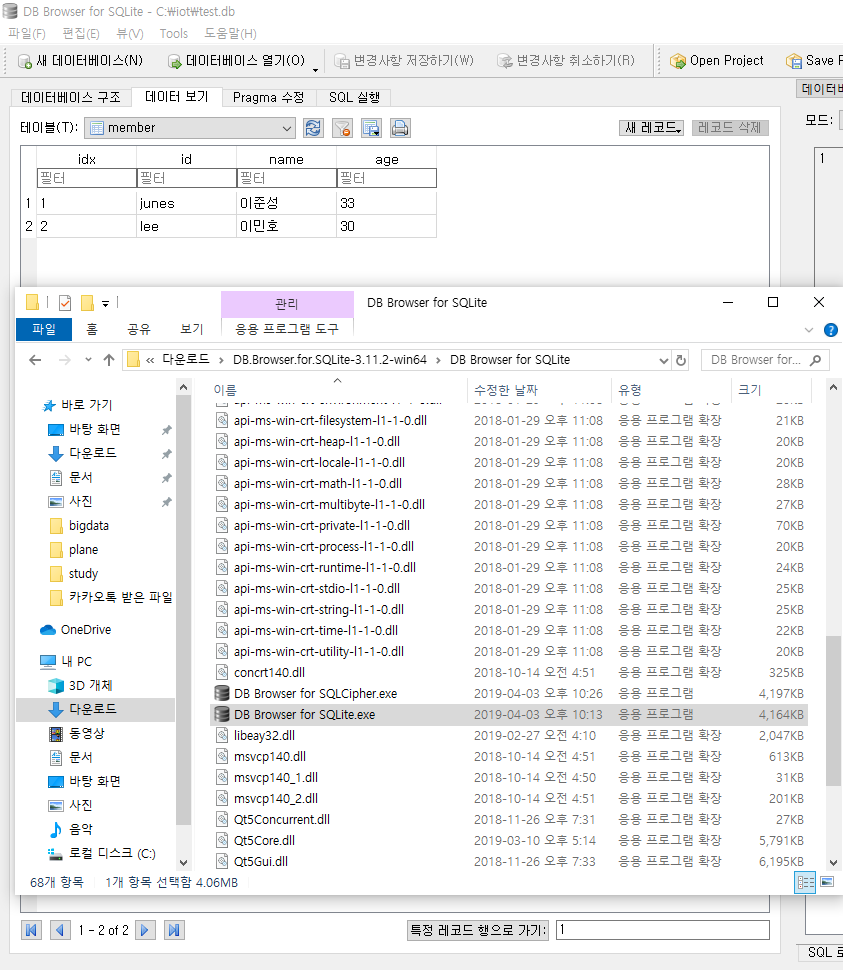 DB Browser for SQLite - C:\iot\test.db
파일(F) 편집(E) 뷰(V) Tools 도움말(H)
새 데이터베이스(N) 데이터베이스 열기(O) 변경사항 저장하기(W) 변경사항 취소하기(R) Open Project Save P
데이터베이스 구조 데이터 보기 Pragma 수정 SQL 실행
데이터베
테이블(T): member 새 레코드 레코드 삭제
모드:
idx id name age
필터 필터 필터 필터
1 1 junes 이준성 33
2 2 lee 이민호 30
1
관리 DB Browser for SQLite
파일 홈 공유 보기 응용 프로그램 도구
« 다운로드 › DB.Browser.for.SQLite-3.11.2-win64 › DB Browser for SQLite
DB Browser for...
바로 가기
바탕 화면
다운로드
문서
사진
bigdata
plane
study
카카오톡 받은 파일
OneDrive
내 PC
3D 개체
다운로드
동영상
문서
바탕 화면
사진
음악
로컬 디스크 (C:)
이름 수정한 날짜 유형 크기
api-ms-win-crt-filesystem-l1-1-0.dll 2018-01-29 오후 11:08 응용 프로그램 확장 21KB
api-ms-win-crt-heap-l1-1-0.dll 2018-01-29 오후 11:08 응용 프로그램 확장 20KB
api-ms-win-crt-locale-l1-1-0.dll 2018-01-29 오후 11:08 응용 프로그램 확장 20KB
api-ms-win-crt-math-l1-1-0.dll 2018-01-29 오후 11:08 응용 프로그램 확장 28KB
api-ms-win-crt-multibyte-l1-1-0.dll 2018-01-29 오후 11:08 응용 프로그램 확장 27KB
api-ms-win-crt-private-l1-1-0.dll 2018-01-29 오후 11:08 응용 프로그램 확장 70KB
api-ms-win-crt-process-l1-1-0.dll 2018-01-29 오후 11:08 응용 프로그램 확장 20KB
api-ms-win-crt-runtime-l1-1-0.dll 2018-01-29 오후 11:08 응용 프로그램 확장 24KB
api-ms-win-crt-stdio-l1-1-0.dll 2018-01-29 오후 11:08 응용 프로그램 확장 25KB
api-ms-win-crt-string-l1-1-0.dll 2018-01-29 오후 11:08 응용 프로그램 확장 25KB
api-ms-win-crt-time-l1-1-0.dll 2018-01-29 오후 11:08 응용 프로그램 확장 22KB
api-ms-win-crt-utility-l1-1-0.dll 2018-01-29 오후 11:08 응용 프로그램 확장 20KB
concrt140.dll 2018-10-14 오전 4:51 응용 프로그램 확장 325KB
DB Browser for SQLCipher.exe 2019-04-03 오후 10:26 응용 프로그램 4,197KB
DB Browser for SQLite.exe 2019-04-03 오후 10:13 응용 프로그램 4,164KB
libeay32.dll 2019-02-27 오전 4:10 응용 프로그램 확장 2,047KB
msvcp140.dll 2018-10-14 오전 4:51 응용 프로그램 확장 613KB
msvcp140_1.dll 2018-10-14 오전 4:50 응용 프로그램 확장 31KB
msvcp140_2.dll 2018-10-14 오전 4:51 응용 프로그램 확장 201KB
Qt5Concurrent.dll 2018-11-26 오후 7:31 응용 프로그램 확장 27KB
Qt5Core.dll 2019-03-10 오후 5:14 응용 프로그램 확장 5,791KB
Qt5Gui.dll 2018-11-26 오후 7:33 응용 프로그램 확장 6,195KB
68개 항목 1개 항목 선택함 4.06MB
1 - 2 of 2 특정 레코드 행으로 가기: 1
SQL 로